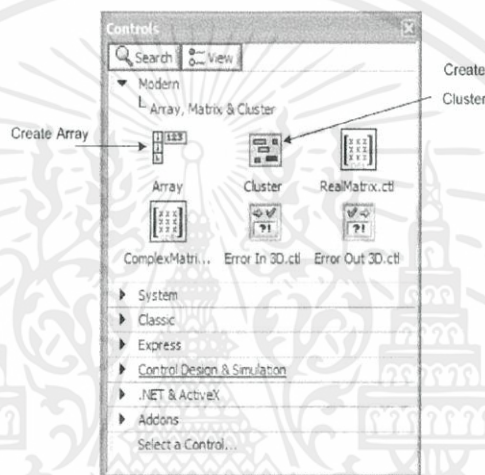 Controls
Search View
Modern
Array, Matrix & Cluster
Create Array
Create
Cluster
Array Cluster RealMatrix.ctl
ComplexMatri... Error In 3D.ctl Error Out 3D.ctl
System
Classic
Express
Control Design & Simulation
.NET & ActiveX
Addons
Select a Control...